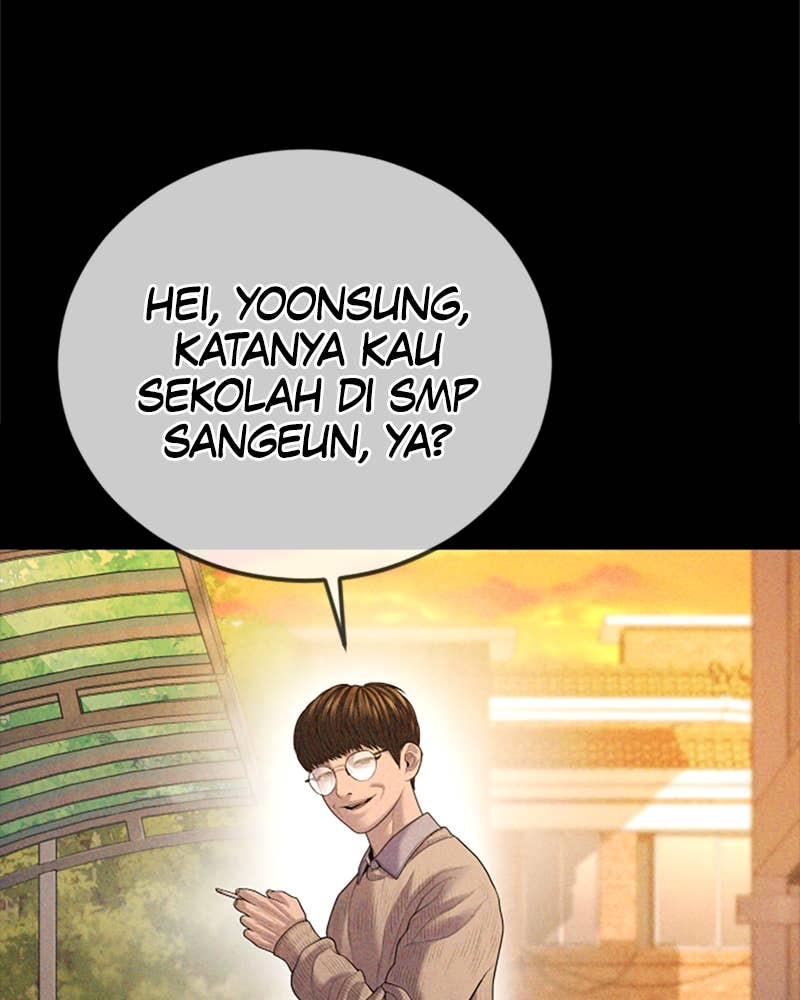 HEI, YOONSUNG,
KATANYA KAU
SEKOLAH DI SMP
SANGEUN, YA?